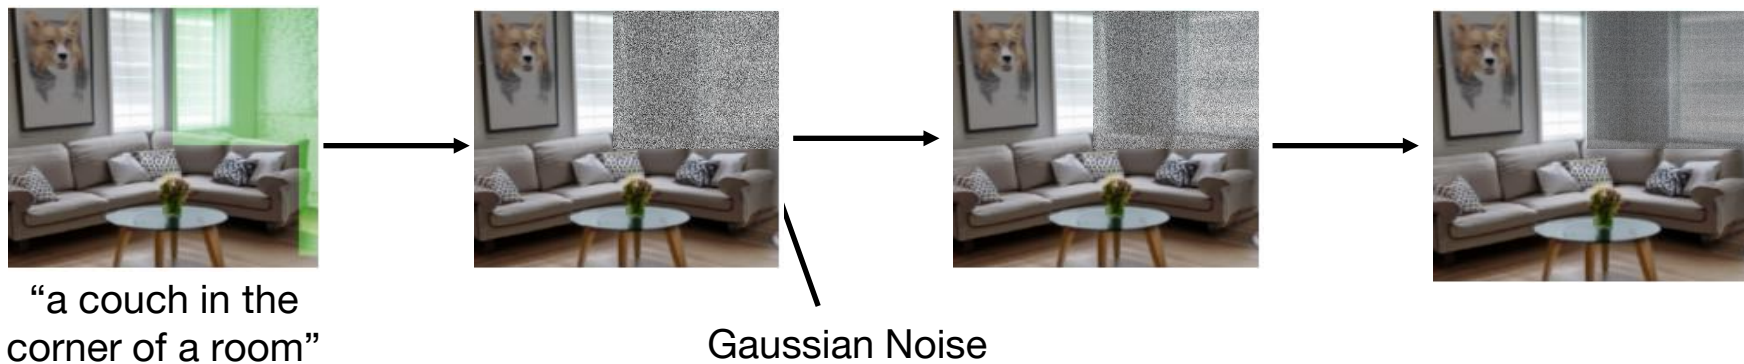 “a couch in the
corner of a room”
Gaussian Noise